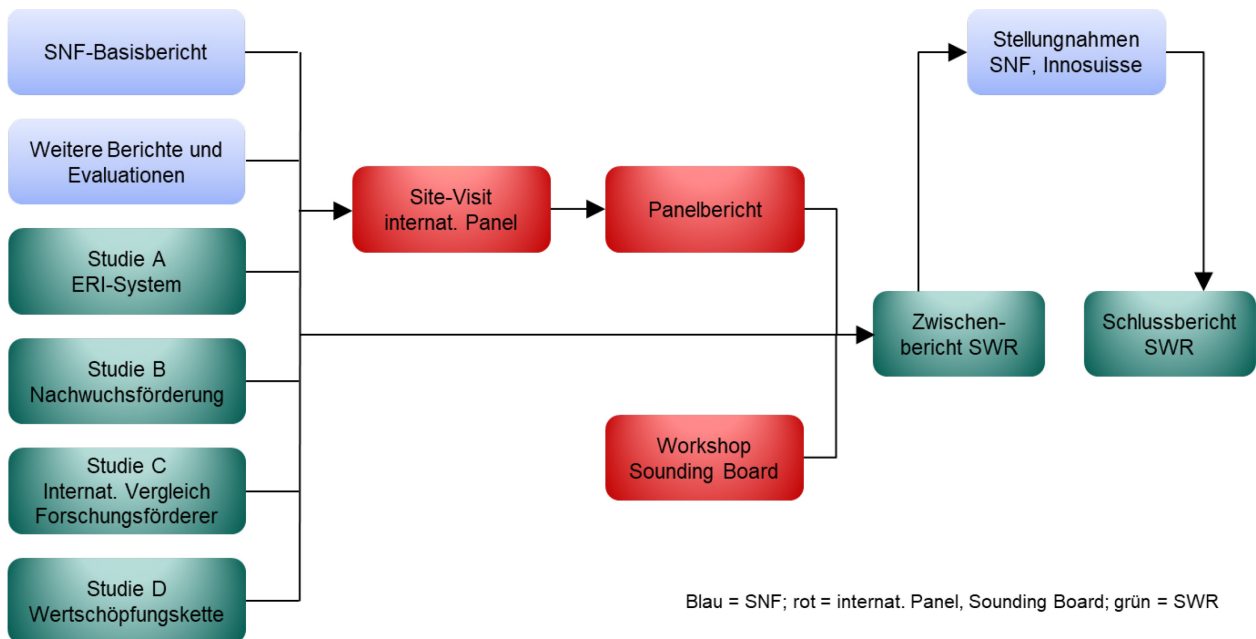 SNF-Basisbericht
Weitere Berichte und
Evaluationen
Studie A
ERI-System
Studie B
Nachwuchsförderung
Studie C
Internat. Vergleich
Forschungsförderer
Studie D
Wertschöpfungskette
Site-Visit
internat. Panel
Panelbericht
Workshop
Sounding Board
Zwischen-
bericht SWR
Stellungnahmen
SNF, Innosuisse
Schlussbericht
SWR
Blau = SNF; rot = internat. Panel, Sounding Board; grün = SWR